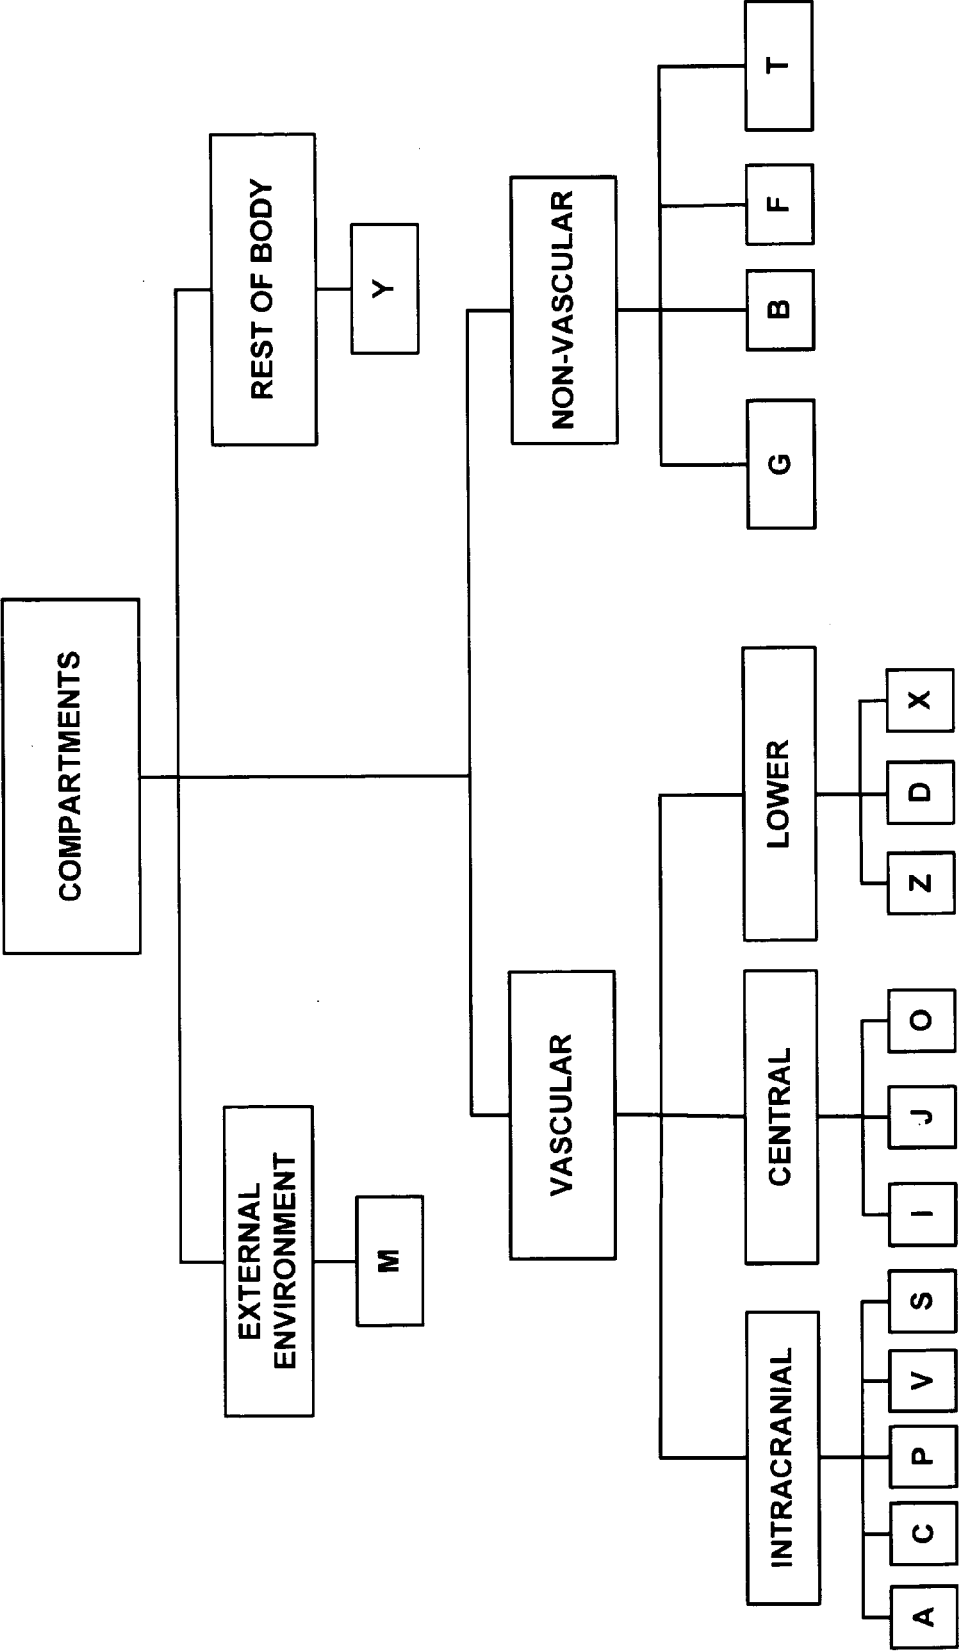 COMPARTMENTS
EXTERNAL
ENVIRONMENT
REST OF BODY
M
Y
VASCULAR
NON-VASCULAR
INTRACRANIAL
CENTRAL
LOWER
G
B
F
T
A
C
P
V
S
I
J
O
Z
D
X